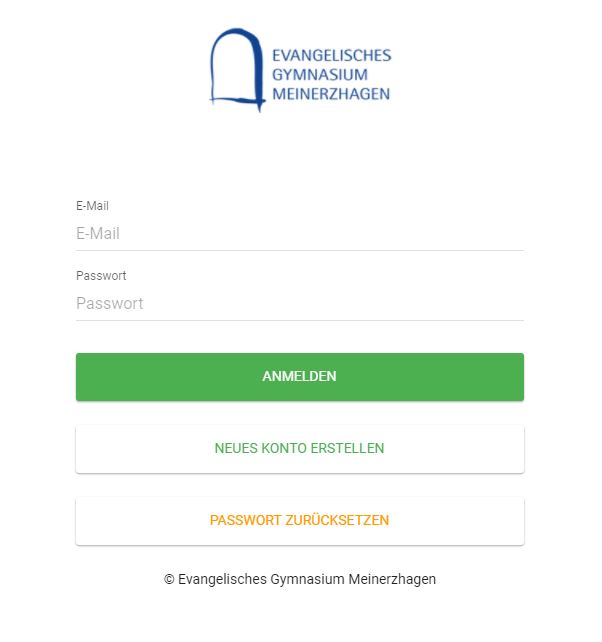 EVANGELISCHES
GYMNASIUM
MEINERZHAGEN
E-Mail
E-Mail
Passwort
Passwort
ANMELDEN
NEUES KONTO ERSTELLEN
PASSWORT ZURÜCKSETZEN
© Evangelisches Gymnasium Meinerzhagen